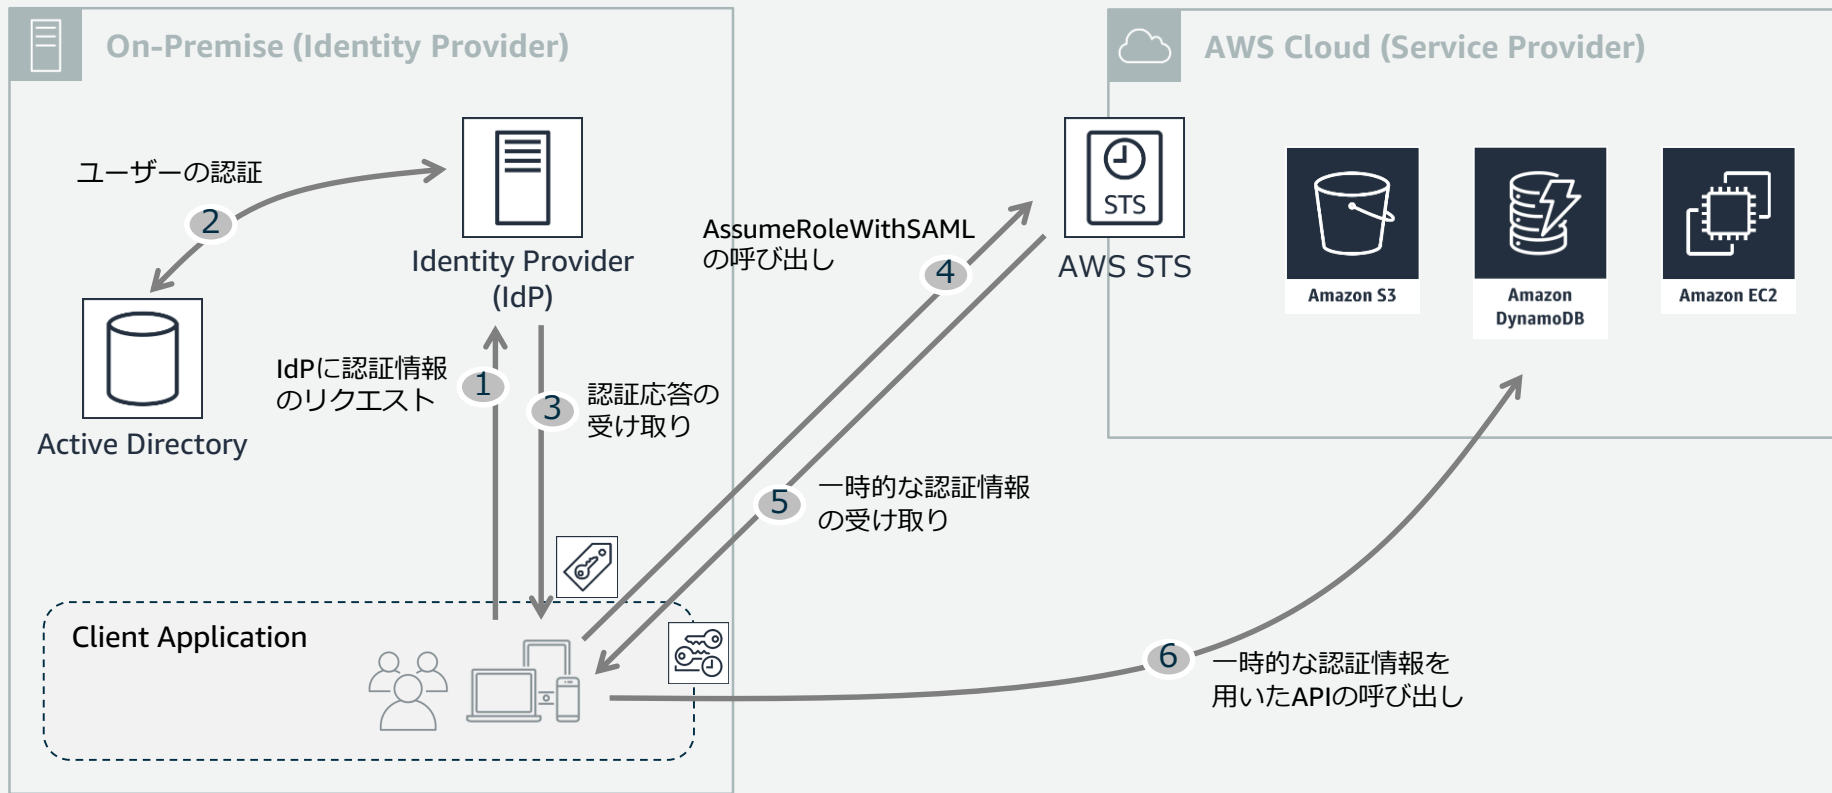 On-Premise (Identity Provider)
ユーザーの認証
2
Identity Provider
(IdP)
Active Directory
IdPに認証情報
のリクエスト
1
3
認証応答の
受け取り
Client Application
AssumeRoleWithSAML
の呼び出し
4
5
一時的な認証情報
の受け取り
6
一時的な認証情報を
用いたAPIの呼び出し
AWS Cloud (Service Provider)
STS
AWS STS
Amazon S3
Amazon
DynamoDB
Amazon EC2